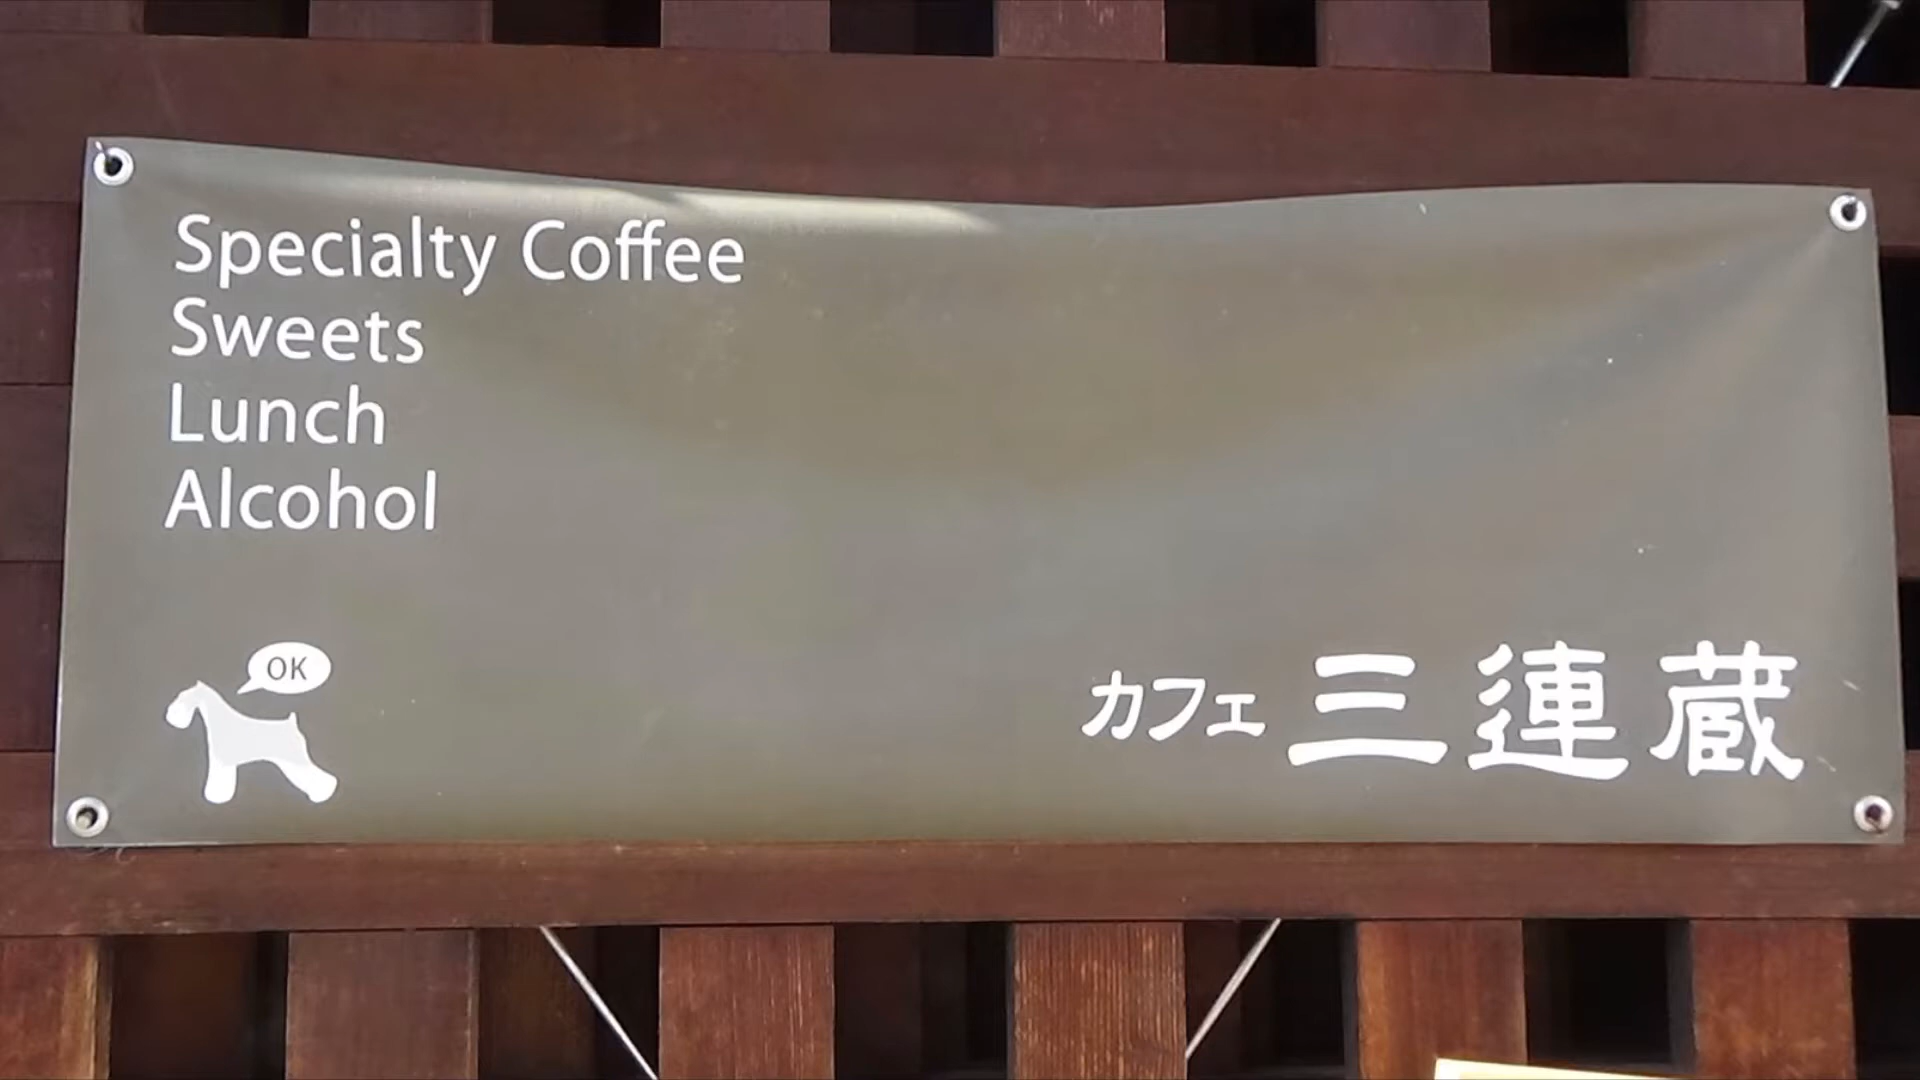 Specialty Coffee
Sweets
Lunch
Alcohol
OK
カフェ 三連蔵